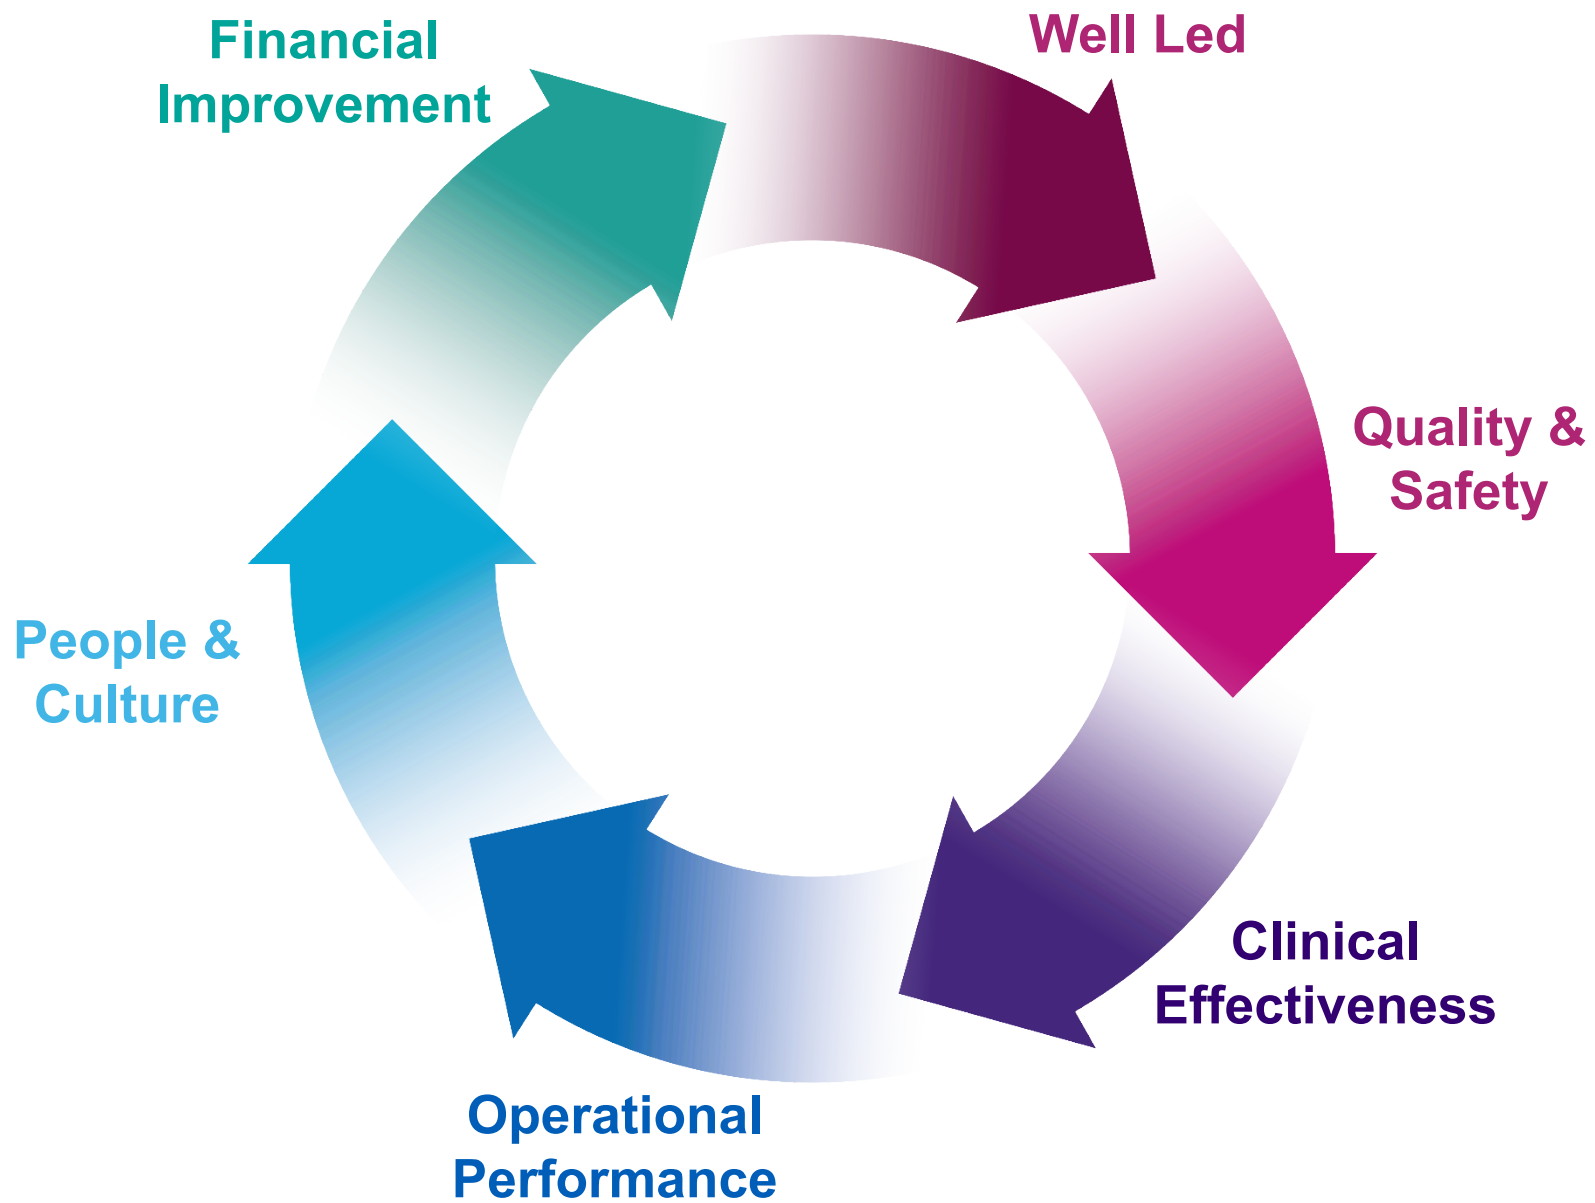 Financial
Improvement
Well Led
Quality &
Safety
Clinical
Effectiveness
Operational
Performance
People &
Culture